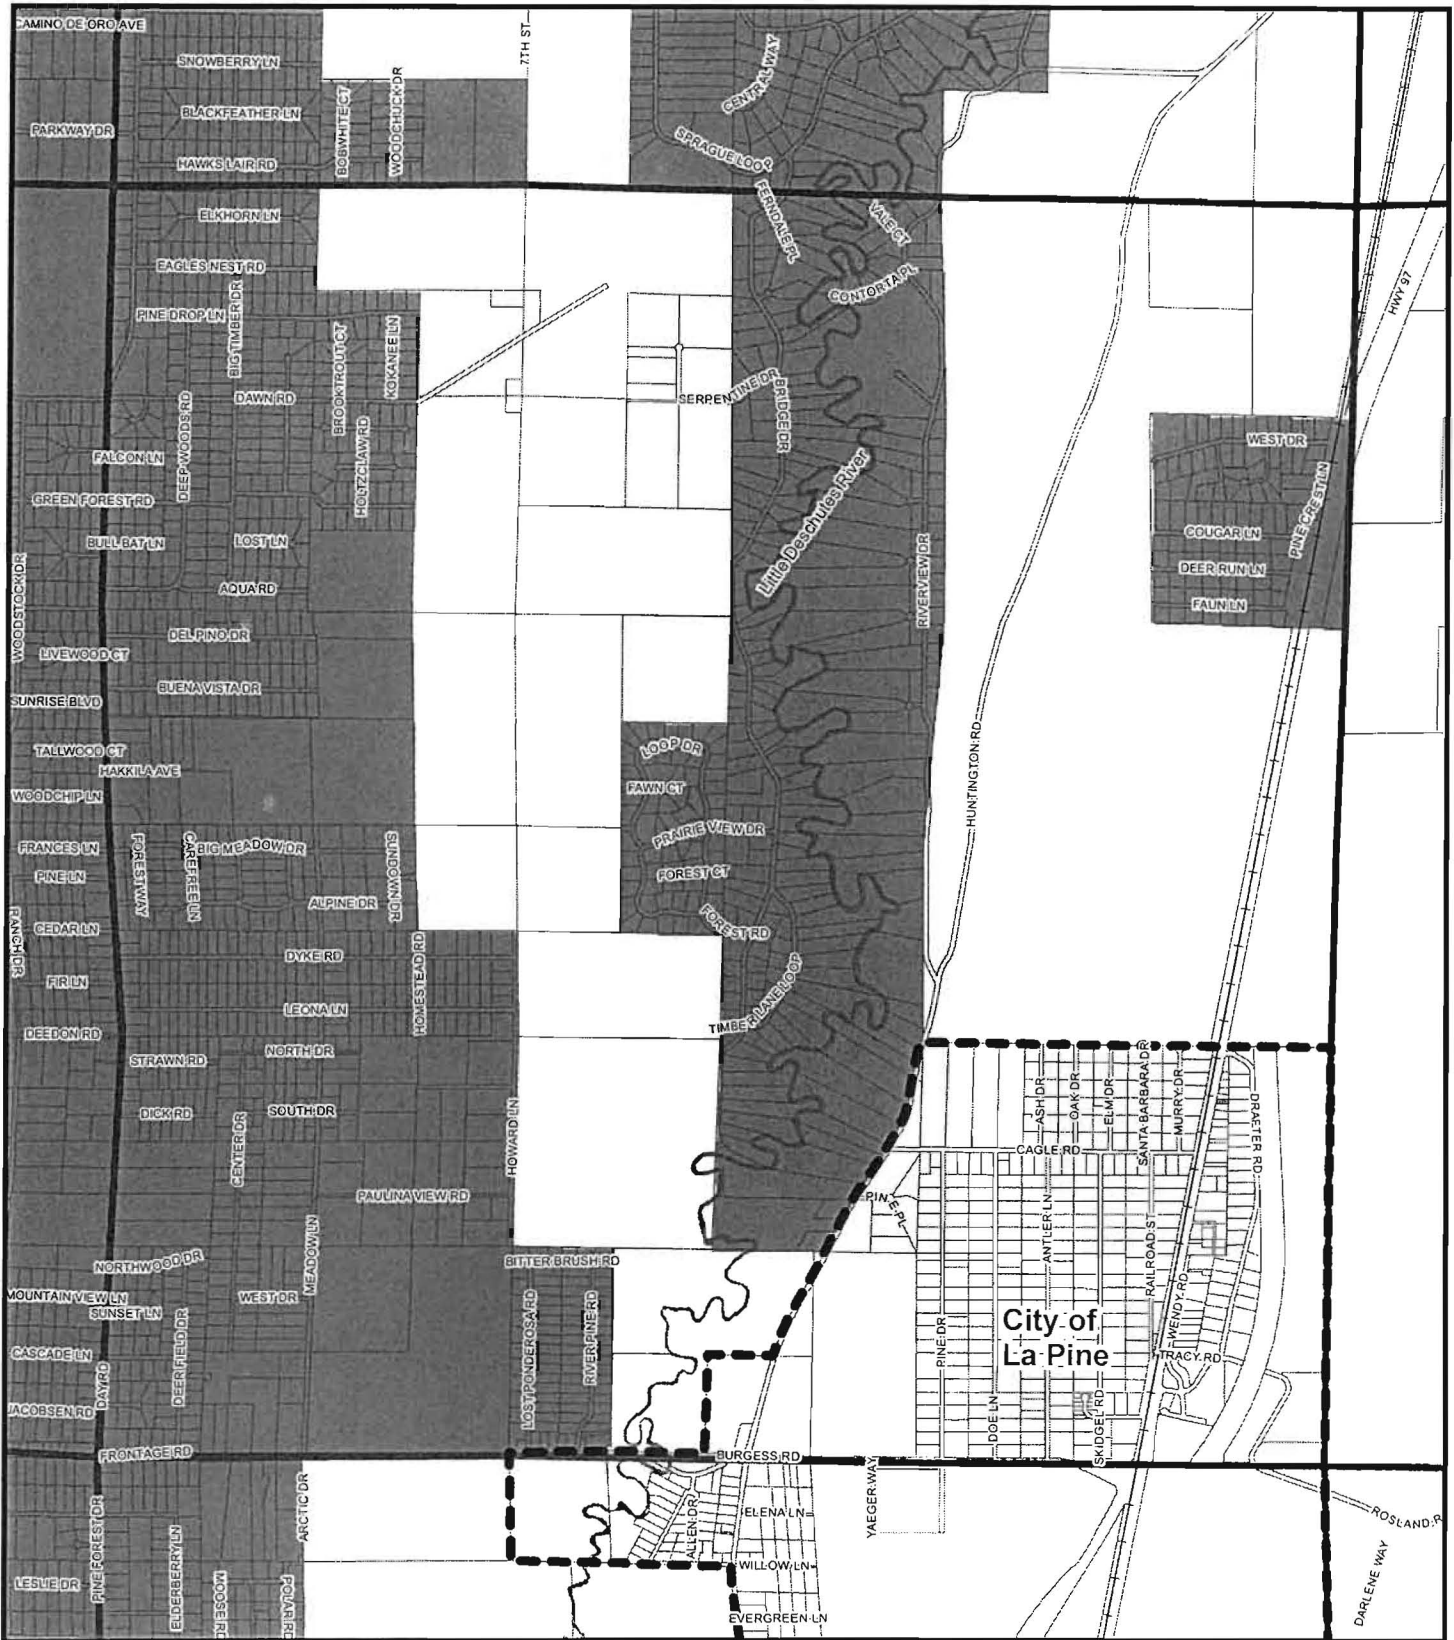 CAMINO DE ORO AVE
SNOWBERRY LN
7TH ST
CENTRAL WAY
BLACKFEATHER LN
BOBWHITE CT
WOODCHUCK DR
PARKWAY DR
HAWKS LAIR RD
SPRAGUE LOOP
ELKHORN LN
FERNDALE PL
VALE CT
EAGLES NEST RD
CONTORTA PL
HWY 97
PINE DROP LN
BIG TIMBER DR
BROOKTROUT CT
KOKANEE LN
DAWN RD
SERPENTINE DR
BRIDGE DR
DEEP WOODS RD
HOLTZCLAW RD
WEST DR
FALCON LN
GREEN FOREST RD
Little Deschutes River
PINE CREST LN
BULL BAT LN
LOST LN
COUGAR LN
RIVERVIEW DR
DEER RUN LN
AQUA RD
FAUN LN
WOODSTOCK DR
DEL PINO DR
LIVEWOOD CT
BUENA VISTA DR
SUNRISE BLVD
TALLWOOD CT
LOOP DR
HAKKILA AVE
HUNTINGTON RD
FAWN CT
WOODCHIP LN
PRAIRIE VIEW DR
FRANCES LN
FOREST WAY
CAREFREE LN
BIG MEADOW DR
SUNDOWN DR
PINE LN
FOREST CT
ALPINE DR
CEDAR LN
RANCH DR
FOREST RD
DYKE RD
HOMESTEAD RD
FIR LN
LEONA LN
TIMBER LANE LOOP
DEEDON RD
STRAWN RD
NORTH DR
DICK RD
SOUTH DR
CENTER DR
HOWARD LN
ASH DR
OAK DR
ELM DR
SANTA BARBARA DR
MURRY DR
DRAFTER RD
CAGLE RD
PAULINA VIEW RD
PINE PL
ANTLER LN
RAILROAD ST
MEADOW LN
NORTHWOOD DR
BITTER BRUSH RD
MOUNTAIN VIEW LN
SUNSET LN
WEST DR
LOST PONDEROSA RD
RIVER PINE RD
WENDY RD
City of
La Pine
PINE DR
TRACY RD
CASCADE LN
DEER FIELD DR
DAY RD
JACOBSEN RD
DOE LN
SKIDGEL RD
FRONTAGE RD
BURGESS RD
ARCTIC DR
YAEGER WAY
PINE FOREST DR
ELDERBERRY LN
ALLEN DR
ELENA LN
ROSLAND R
WILLOW LN
LESLIE DR
MOOSE RD
POLAR RD
DARLENE WAY
EVERGREEN LN